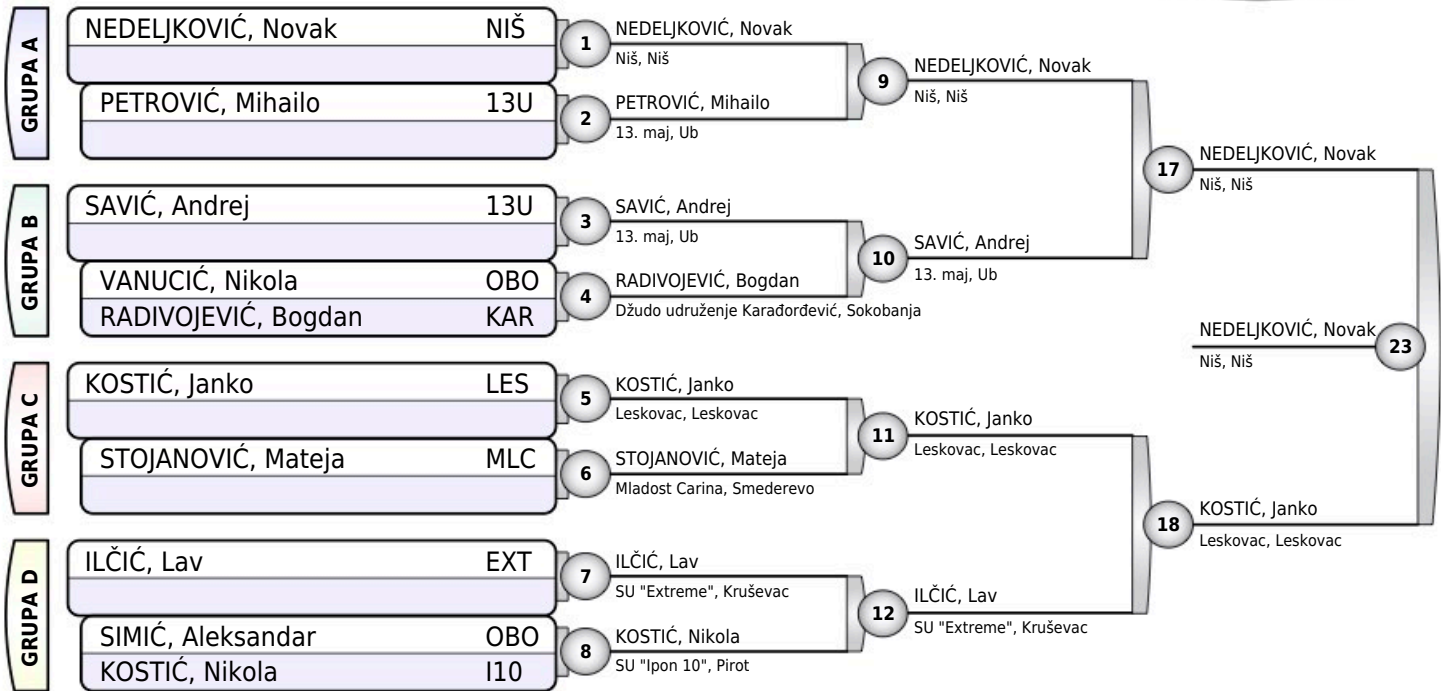 GRUPA A
NEDELJKOVIĆ, Novak NIŠ
PETROVIĆ, Mihailo 13U
1
NEDELJKOVIĆ, Novak
Niš, Niš
2
PETROVIĆ, Mihailo
13. maj, Ub
9
NEDELJKOVIĆ, Novak
Niš, Niš
GRUPA B
SAVIĆ, Andrej 13U
VANUCIĆ, Nikola OBO
RADIVOJEVIĆ, Bogdan KAR
3
SAVIĆ, Andrej
13. maj, Ub
4
RADIVOJEVIĆ, Bogdan
Džudo udruženje Karađorđević, Sokobanja
10
SAVIĆ, Andrej
13. maj, Ub
17
NEDELJKOVIĆ, Novak
Niš, Niš
GRUPA C
KOSTIĆ, Janko LES
STOJANOVIĆ, Mateja MLC
5
KOSTIĆ, Janko
Leskovac, Leskovac
6
STOJANOVIĆ, Mateja
Mladost Carina, Smederevo
11
KOSTIĆ, Janko
Leskovac, Leskovac
GRUPA D
ILČIĆ, Lav EXT
SIMIĆ, Aleksandar OBO
KOSTIĆ, Nikola I10
7
ILČIĆ, Lav
SU "Extreme", Kruševac
8
KOSTIĆ, Nikola
SU "Ipon 10", Pirot
12
ILČIĆ, Lav
SU "Extreme", Kruševac
18
KOSTIĆ, Janko
Leskovac, Leskovac
NEDELJKOVIĆ, Novak
Niš, Niš
23